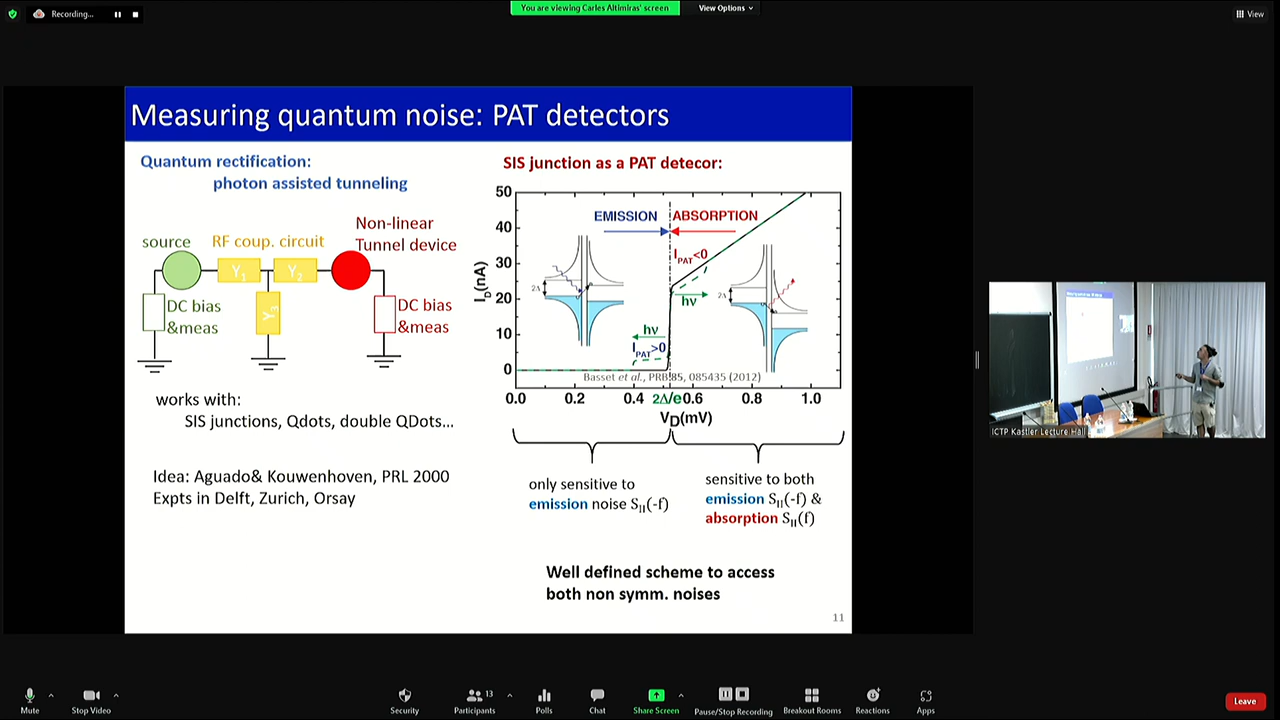 Recording...
You are viewing Carles Altimiras' screen
View Options
View
Measuring quantum noise: PAT detectors
Quantum rectification:
photon assisted tunneling
source
RF coup. circuit
Non-linear
Tunnel device
Y1
Y2
Y3
DC bias
&meas
DC bias
&meas
works with:
SIS junctions, Qdots, double QDots...
Idea: Aguado& Kouwenhoven, PRL 2000
Expts in Delft, Zurich, Orsay
SIS junction as a PAT detecor:
50
40
30
20
10
0
ID(nA)
EMISSION
ABSORPTION
IPAT<0
2Δ
2Δ
hν
hν
IPAT>0
Basset et al., PRB 85, 085435 (2012)
0.0 0.2 0.4 2Δ/e 0.6 0.8 1.0
VD(mV)
only sensitive to
emission noise SII(-f)
sensitive to both
emission SII(-f) &
absorption SII(f)
Well defined scheme to access
both non symm. noises
11
ICTP Kastler Lecture Hall
Mute
Stop Video
Security
Participants
13
Polls
Chat
Share Screen
Pause/Stop Recording
Breakout Rooms
Reactions
Apps
Leave